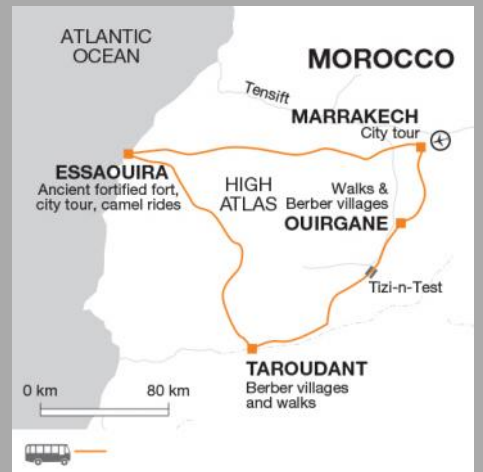 ATLANTIC
OCEAN
MOROCCO
Tensift
MARRAKECH
City tour
ESSAOUIRA
Ancient fortified fort,
city tour, camel rides
HIGH
ATLAS
Walks &
Berber villages
OUIRGANE
Tizi-n-Test
TAROUDANT
Berber villages
and walks
0 km
80 km